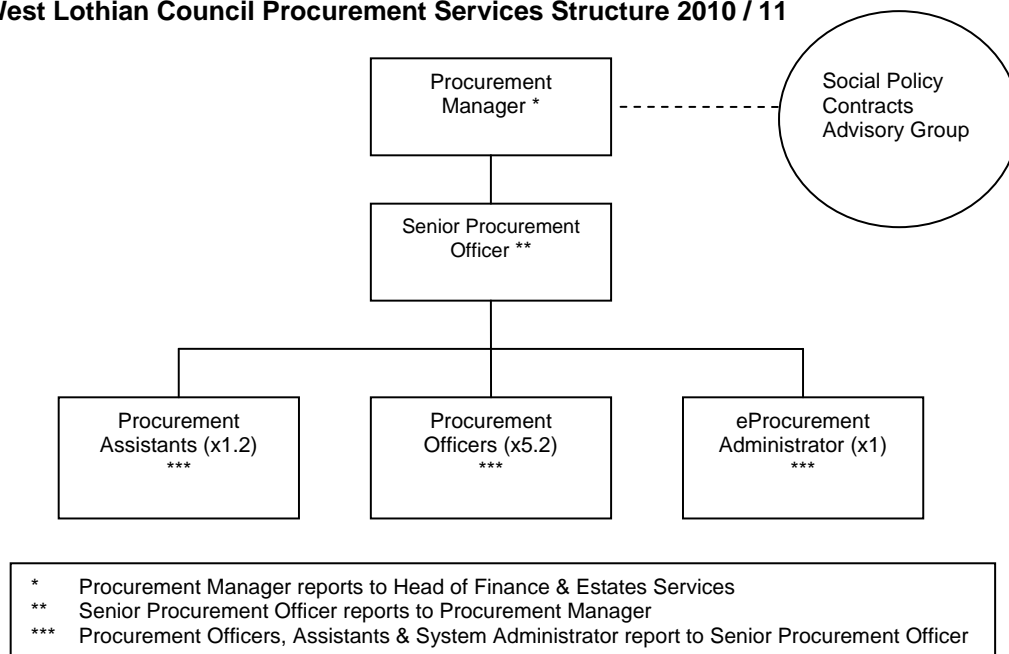 West Lothian Council Procurement Services Structure 2010 / 11
Procurement
Manager *
Social Policy
Contracts
Advisory Group
Senior Procurement
Officer **
Procurement
Assistants (x1.2)
***
Procurement
Officers (x5.2)
***
eProcurement
Administrator (x1)
***
* Procurement Manager reports to Head of Finance & Estates Services
** Senior Procurement Officer reports to Procurement Manager
*** Procurement Officers, Assistants & System Administrator report to Senior Procurement Officer